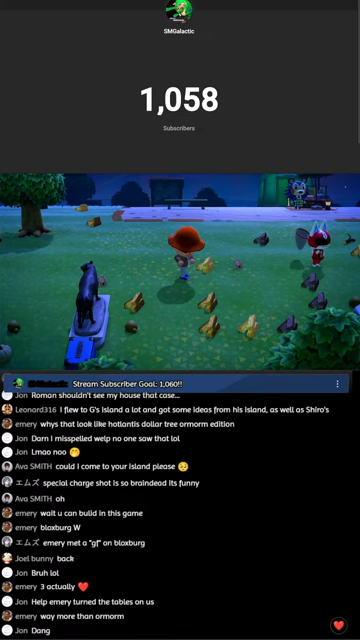 SMGalactic
1,058
Subscribers
SMGalactic Stream Subscriber Goal: 1,060!!
Jon Roman shouldn't see my house that case...
Leonard316 I flew to G's island a lot and got some ideas from his island, as well as Shiro's
emery whys that look like hotlantis dollar tree ormorm edition
Jon Darn I misspelled welp no one saw that lol
Jon Lmao noo 🤭
Ava SMITH could I come to your island please 🥺
エムズ special charge shot is so braindead its funny
Ava SMITH oh
emery wait u can build in this game
emery bloxburg W
エムズ emery met a "gf" on bloxburg
Joel bunny back
Jon Bruh lol
emery 3 actually ❤️
Jon Help emery turned the tables on us
emery way more than ormorm
Jon Dang